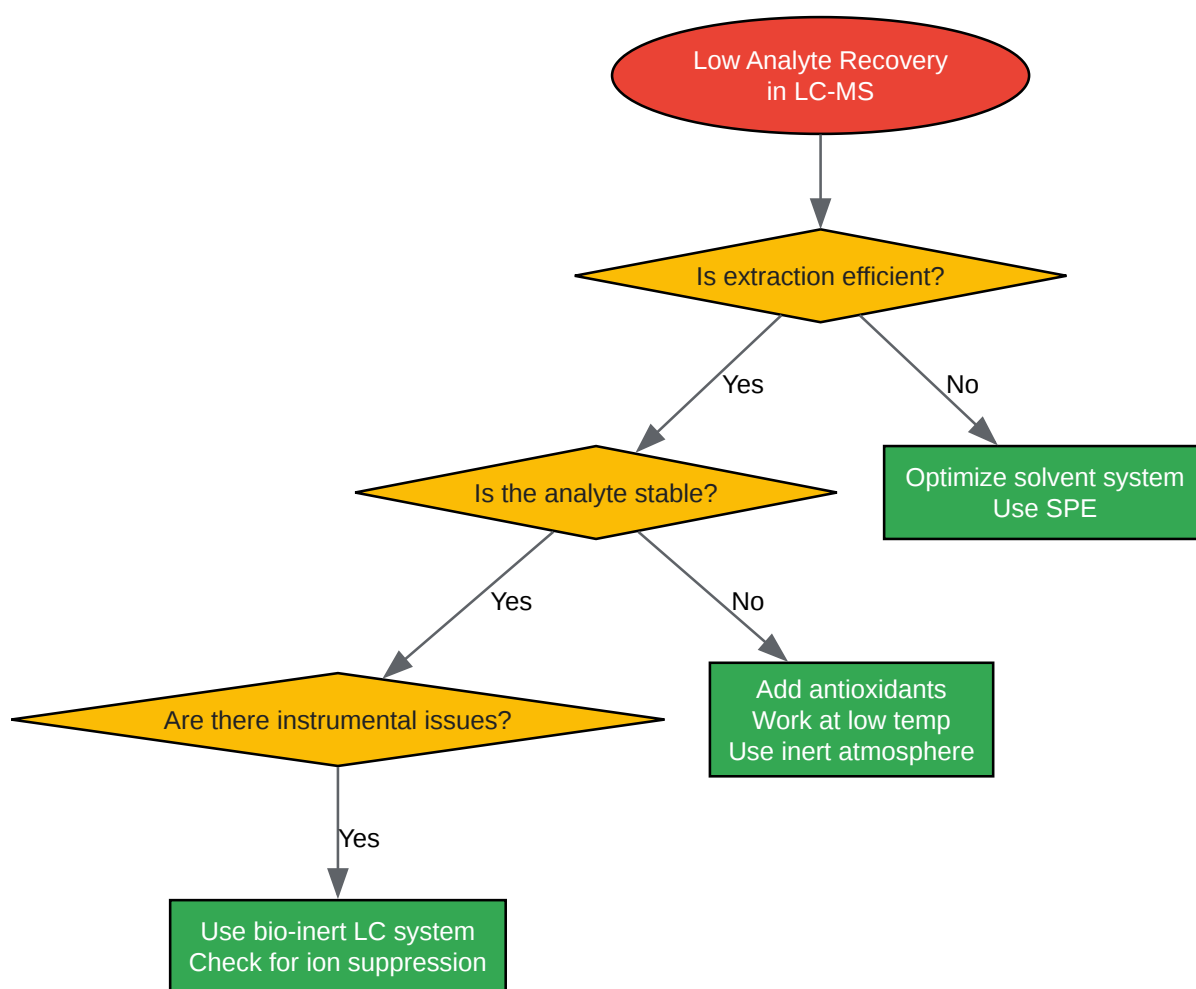 Low Analyte Recovery
in LC-MS
Is extraction efficient?
Yes
No
Is the analyte stable?
Optimize solvent system
Use SPE
Yes
No
Are there instrumental issues?
Add antioxidants
Work at low temp
Use inert atmosphere
Yes
Use bio-inert LC system
Check for ion suppression